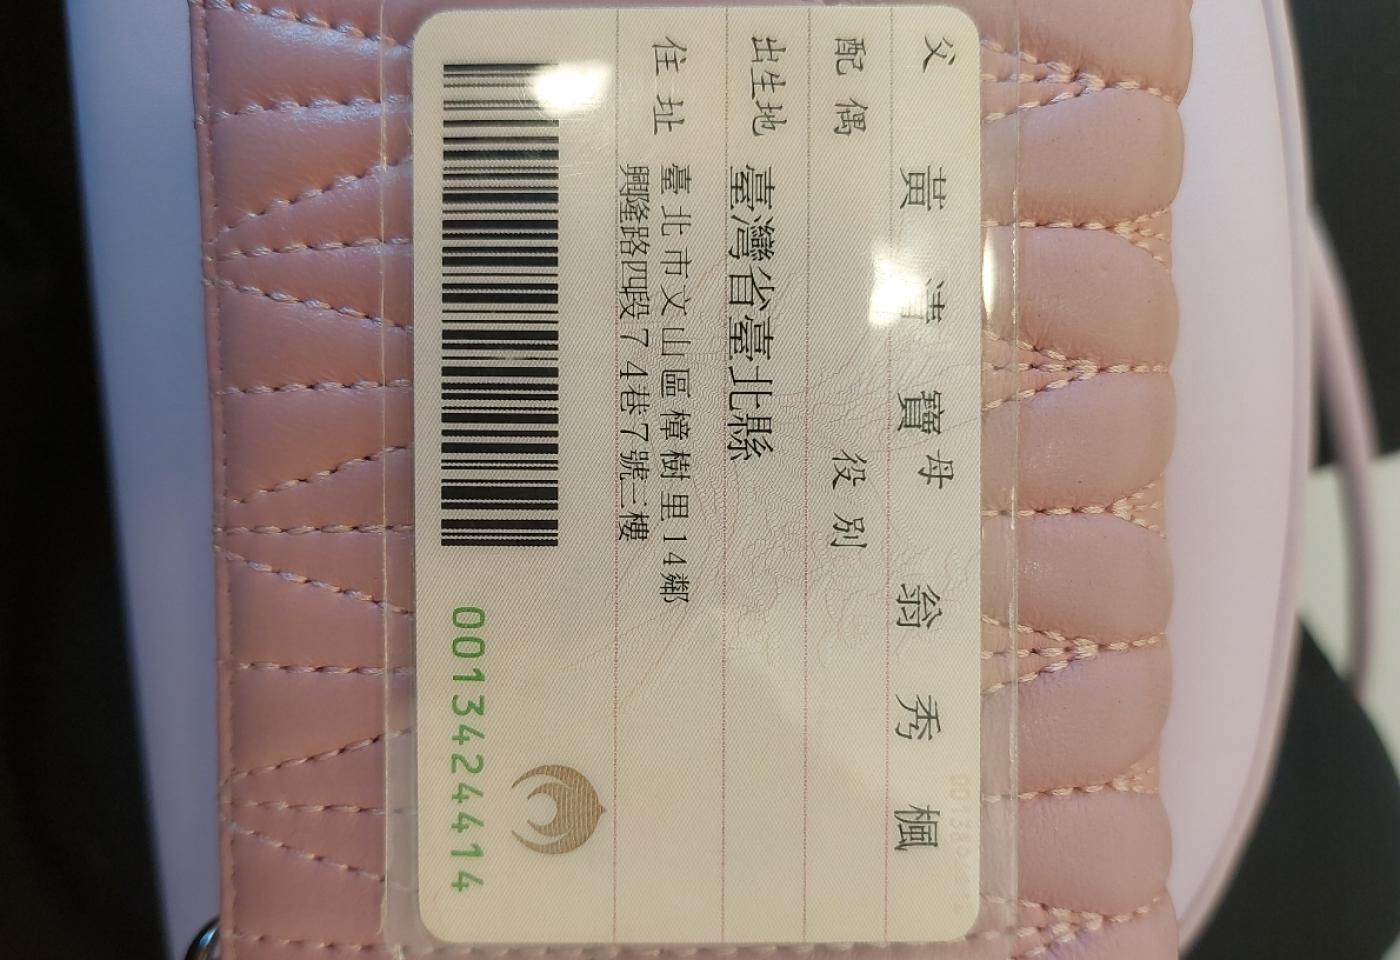 父 黃清寶 母 翁秀楓
配偶 役別
出生地 臺灣省臺北縣
住址 臺北市文山區樟樹里14鄰
興隆路四段74巷7號三樓
0013424414